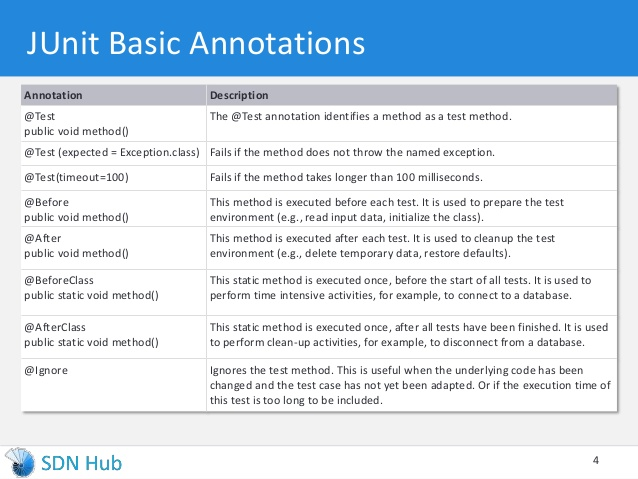 JUnit Basic Annotations
Annotation Description
@Test The @Test annotation identifies a method as a test method.
public void method()
@Test (expected = Exception.class) Fails if the method does not throw the named exception.
@Test(timeout=100) Fails if the method takes longer than 100 milliseconds.
@Before This method is executed before each test. It is used to prepare the test
public void method() environment (e.g., read input data, initialize the class).
@After This method is executed after each test. It is used to cleanup the test
public void method() environment (e.g., delete temporary data, restore defaults).
@BeforeClass This static method is executed once, before the start of all tests. It is used to
public static void method() perform time intensive activities, for example, to connect to a database.
@AfterClass This static method is executed once, after all tests have been finished. It is used
public static void method() to perform clean-up activities, for example, to disconnect from a database.
@Ignore Ignores the test method. This is useful when the underlying code has been
changed and the test case has not yet been adapted. Or if the execution time of
this test is too long to be included.
SDN Hub 4